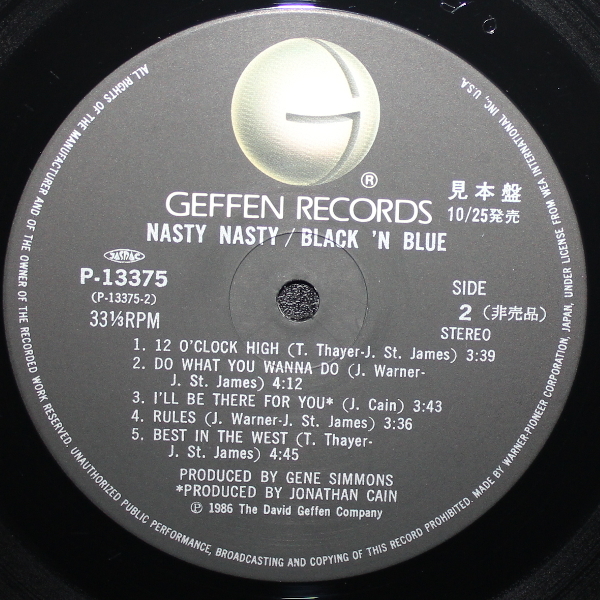 ®
GEFFEN RECORDS
見本盤
10/25発売
NASTY NASTY / BLACK 'N BLUE
JASRAC
P-13375
(P-13375-2)
33⅓RPM
SIDE
2 (非売品)
STEREO
1. 12 O'CLOCK HIGH (T. Thayer-J. St. James) 3:39
2. DO WHAT YOU WANNA DO (J. Warner-
J. St. James) 4:12
3. I'LL BE THERE FOR YOU* (J. Cain) 3:43
4. RULES (J. Warner-J. St. James) 3:36
5. BEST IN THE WEST (T. Thayer-
J. St. James) 4:45
PRODUCED BY GENE SIMMONS
*PRODUCED BY JONATHAN CAIN
℗ 1986 The David Geffen Company
ALL RIGHTS OF THE MANUFACTURER AND OF THE OWNER OF THE RECORDED WORK RESERVED. UNAUTHORIZED PUBLIC PERFORMANCE, BROADCASTING AND COPYING OF THIS RECORD PROHIBITED. MADE BY WARNER-PIONEER CORPORATION, JAPAN, UNDER LICENSE FROM WEA INTERNATIONAL INC., U.S.A.